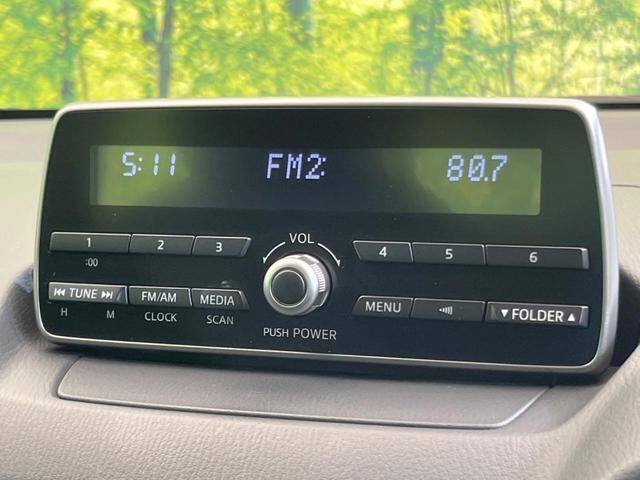 5:11 FM2: 80.7
VOL
1 2 3 4 5 6
:00
⏮ TUNE ⏭ FM/AM MEDIA MENU ▼ FOLDER ▲
H M CLOCK SCAN
PUSH POWER